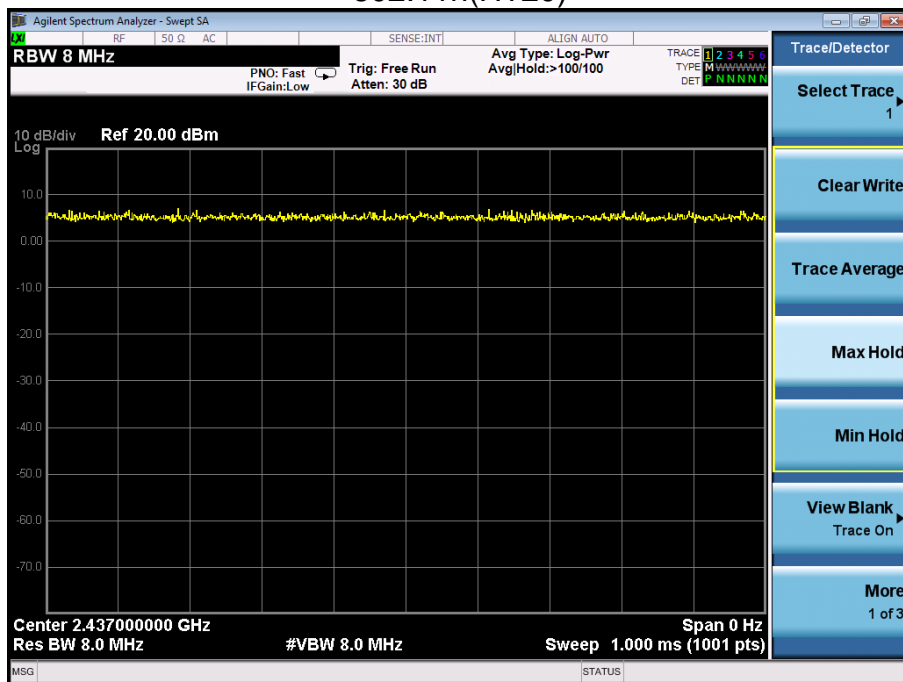 Agilent Spectrum Analyzer - Swept SA
LXI RF 50 Ω AC SENSE:INT ALIGN AUTO
RBW 8 MHz
PNO: Fast
IFGain:Low
Trig: Free Run
Atten: 30 dB
Avg Type: Log-Pwr
Avg|Hold:>100/100
TRACE 1 2 3 4 5 6
TYPE M WWWWW
DET P N N N N N
Trace/Detector
Select Trace
1
Clear Write
Trace Average
Max Hold
Min Hold
View Blank
Trace On
More
1 of 3
10 dB/div Ref 20.00 dBm
Log
10.0
0.00
-10.0
-20.0
-30.0
-40.0
-50.0
-60.0
-70.0
Center 2.437000000 GHz Span 0 Hz
Res BW 8.0 MHz #VBW 8.0 MHz Sweep 1.000 ms (1001 pts)
MSG STATUS